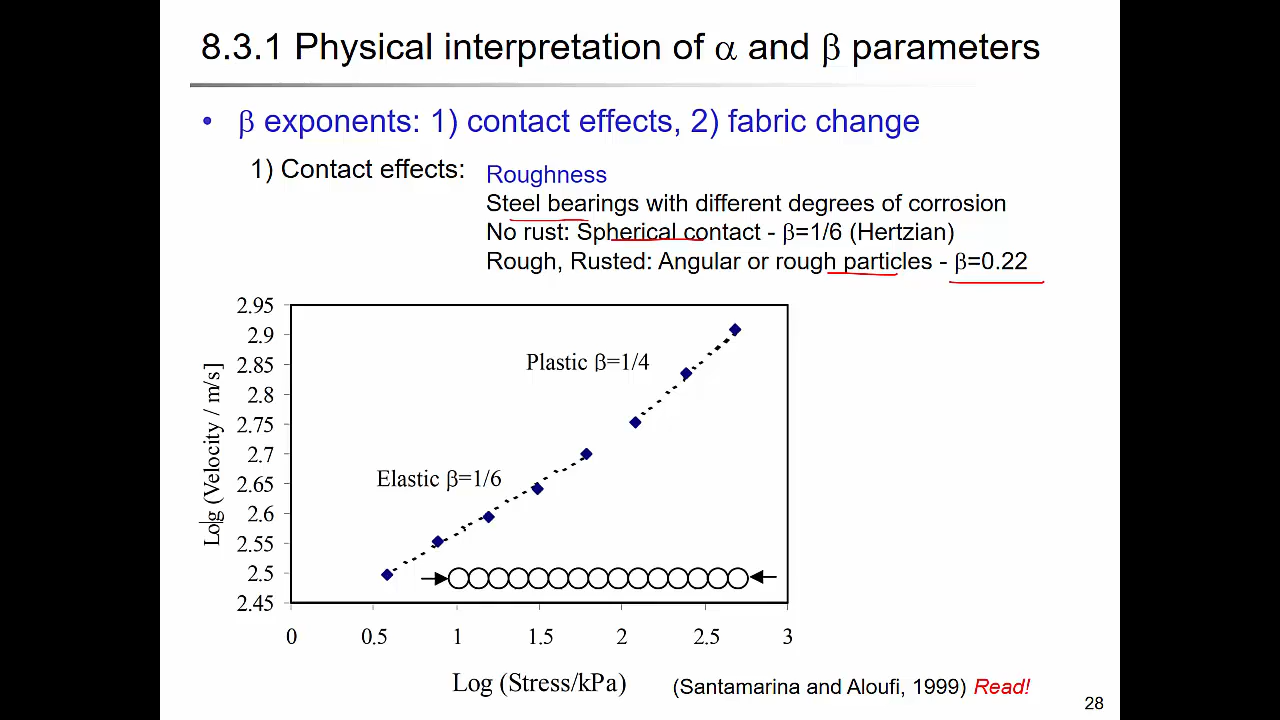 8.3.1 Physical interpretation of α and β parameters
• β exponents: 1) contact effects, 2) fabric change
1) Contact effects:
Roughness
Steel bearings with different degrees of corrosion
No rust: Spherical contact - β=1/6 (Hertzian)
Rough, Rusted: Angular or rough particles - β=0.22
2.95
2.9
2.85
2.8
2.75
2.7
2.65
2.6
2.55
2.5
2.45
Log (Velocity / m/s]
Plastic β=1/4
Elastic β=1/6
0 0.5 1 1.5 2 2.5 3
Log (Stress/kPa)
(Santamarina and Aloufi, 1999) Read!
28